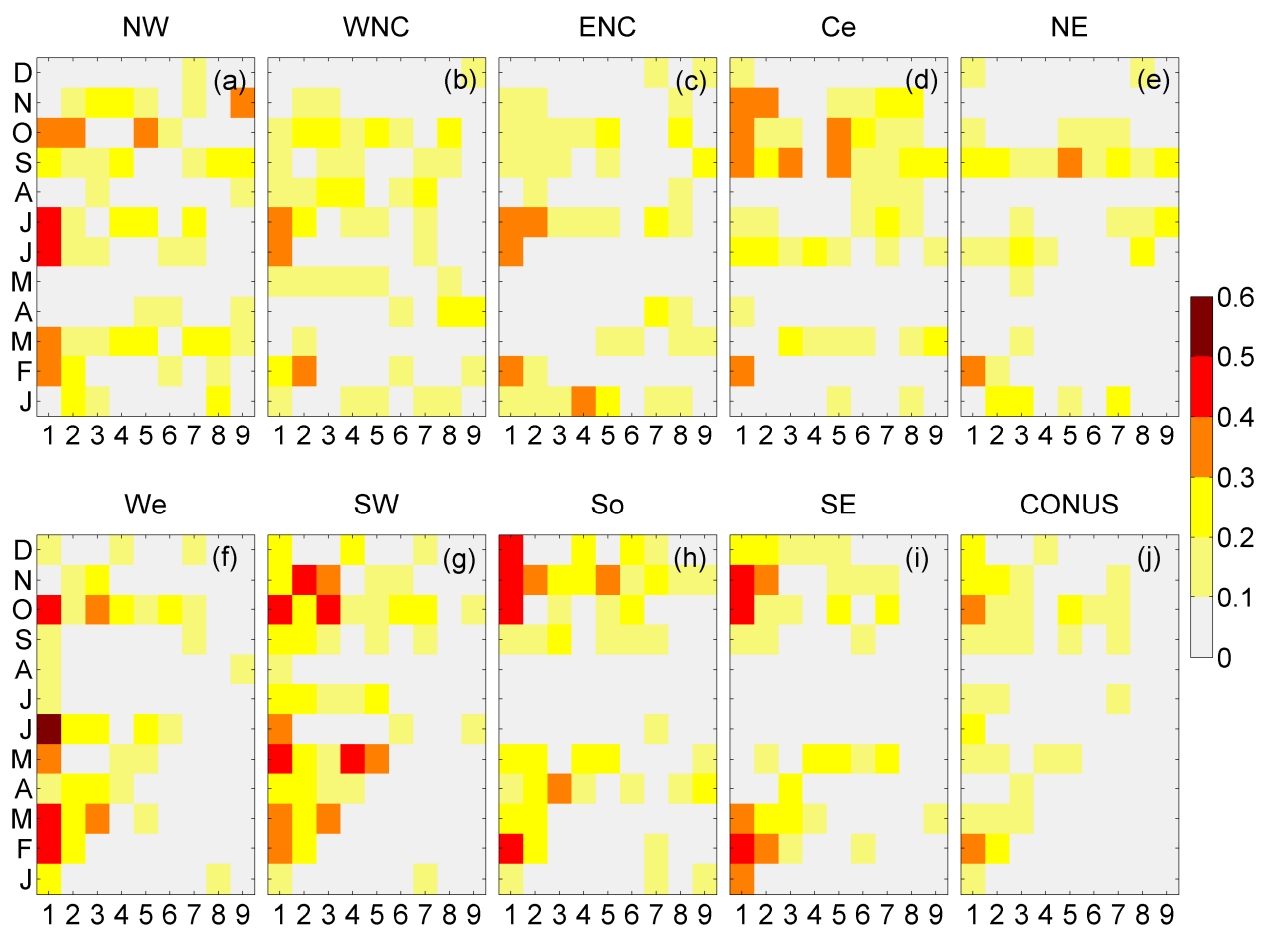 NW WNC ENC Ce NE
D (a) (b) (c) (d) (e)
N
O
S
A
J
J
M
A
M
F
J
1 2 3 4 5 6 7 8 9 1 2 3 4 5 6 7 8 9 1 2 3 4 5 6 7 8 9 1 2 3 4 5 6 7 8 9 1 2 3 4 5 6 7 8 9
We SW So SE CONUS
D (f) (g) (h) (i) (j)
N
O
S
A
J
J
M
A
M
F
J
1 2 3 4 5 6 7 8 9 1 2 3 4 5 6 7 8 9 1 2 3 4 5 6 7 8 9 1 2 3 4 5 6 7 8 9 1 2 3 4 5 6 7 8 9
0.6
0.5
0.4
0.3
0.2
0.1
0